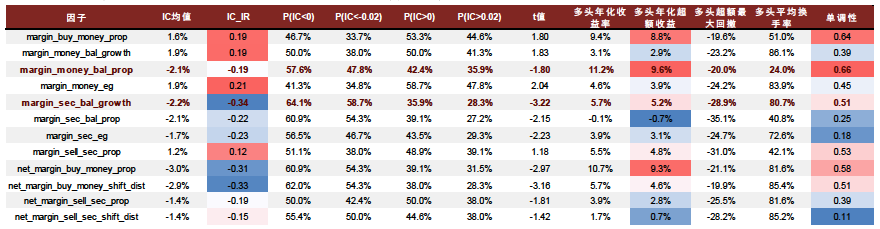 因子 IC均值 IC_IR P(IC<0) P(IC<-0.02) P(IC>0) P(IC>0.02) t值 多头年化收益率 多头年化超额收益 多头超额最大回撤 多头平均换手率 单调性
margin_buy_money_prop 1.6% 0.19 46.7% 33.7% 53.3% 44.6% 1.80 9.4% 8.8% -19.6% 51.0% 0.64
margin_money_bal_growth 1.9% 0.19 50.0% 38.0% 50.0% 41.3% 1.83 3.1% 2.9% -23.2% 86.1% 0.39
margin_money_bal_prop -2.1% -0.19 57.6% 47.8% 42.4% 35.9% -1.80 11.2% 9.6% -20.0% 24.0% 0.66
margin_money_eg 1.9% 0.21 41.3% 34.8% 58.7% 47.8% 2.04 4.6% 3.9% -24.2% 83.9% 0.45
margin_sec_bal_growth -2.2% -0.34 64.1% 58.7% 35.9% 28.3% -3.22 5.7% 5.2% -28.9% 80.7% 0.51
margin_sec_bal_prop -2.1% -0.22 60.9% 54.3% 39.1% 27.2% -2.15 -0.1% -0.7% -35.1% 40.8% 0.25
margin_sec_eg -1.7% -0.23 56.5% 46.7% 43.5% 29.3% -2.23 3.9% 3.1% -24.7% 72.6% 0.18
margin_sell_sec_prop 1.2% 0.12 51.1% 38.0% 48.9% 39.1% 1.18 5.5% 4.8% -31.0% 42.1% 0.53
net_margin_buy_money_prop -3.0% -0.31 60.9% 54.3% 39.1% 31.5% -2.97 10.7% 9.3% -21.1% 81.6% 0.58
net_margin_buy_money_shift_dist -2.9% -0.33 62.0% 54.3% 38.0% 28.3% -3.16 5.7% 4.6% -19.9% 85.4% 0.51
net_margin_sell_sec_prop -1.4% -0.19 50.0% 42.4% 50.0% 38.0% -1.81 3.9% 2.8% -25.5% 81.6% 0.39
net_margin_sell_sec_shift_dist -1.4% -0.15 55.4% 50.0% 44.6% 38.0% -1.42 1.7% 0.7% -28.2% 85.2% 0.11